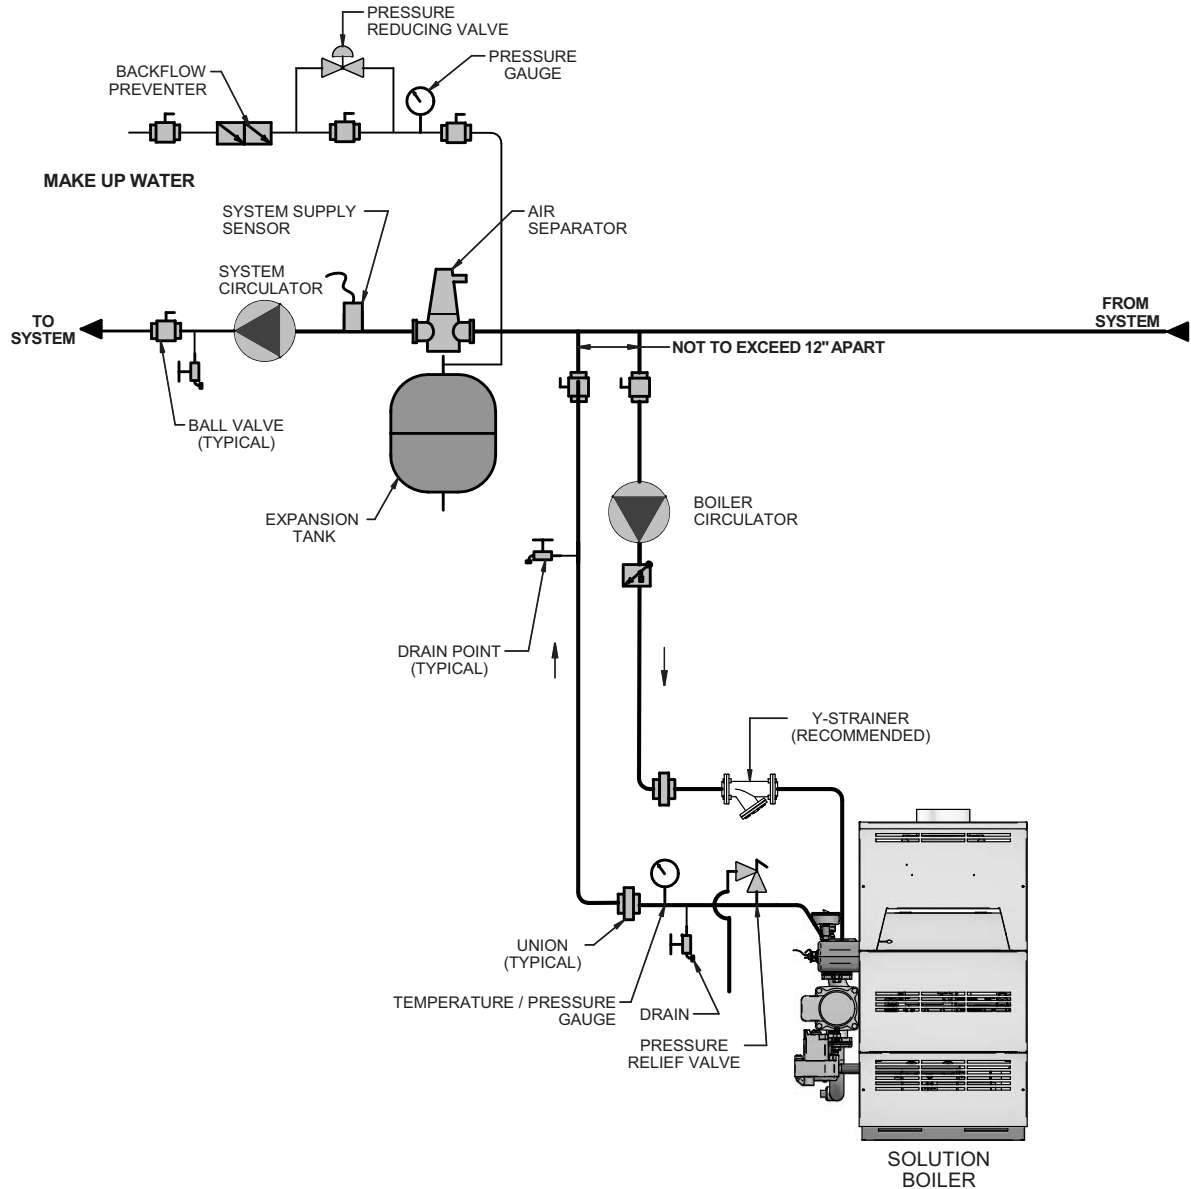 PRESSURE
REDUCING VALVE
PRESSURE
GAUGE
BACKFLOW
PREVENTER
MAKE UP WATER
SYSTEM SUPPLY
SENSOR
AIR
SEPARATOR
SYSTEM
CIRCULATOR
TO
SYSTEM
FROM
SYSTEM
NOT TO EXCEED 12" APART
BALL VALVE
(TYPICAL)
EXPANSION
TANK
BOILER
CIRCULATOR
DRAIN POINT
(TYPICAL)
Y-STRAINER
(RECOMMENDED)
UNION
(TYPICAL)
TEMPERATURE / PRESSURE
GAUGE
DRAIN
PRESSURE
RELIEF VALVE
SOLUTION
BOILER